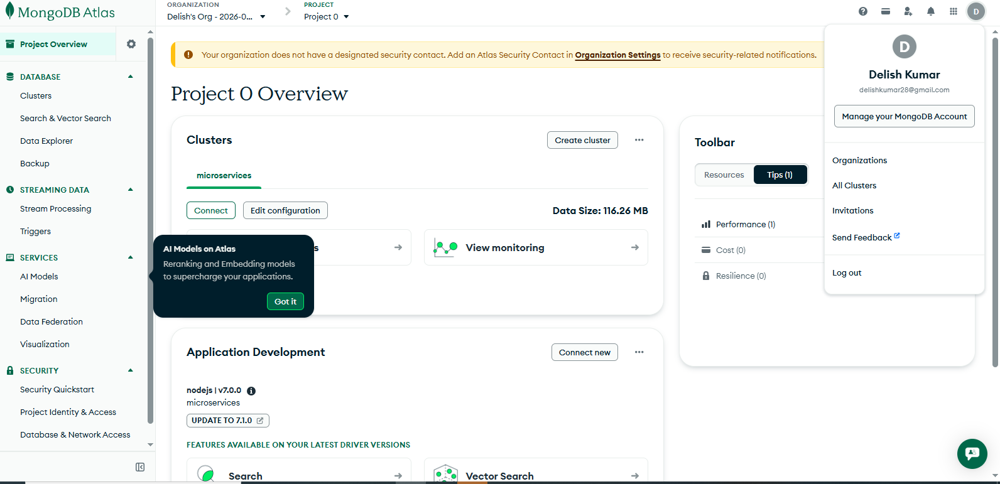 MongoDB Atlas
ORGANIZATION
Delish's Org - 2026-0...
PROJECT
Project 0
D
Project Overview
DATABASE
Clusters
Search & Vector Search
Data Explorer
Backup
STREAMING DATA
Stream Processing
Triggers
SERVICES
AI Models
Migration
Data Federation
Visualization
SECURITY
Security Quickstart
Project Identity & Access
Database & Network Access
Your organization does not have a designated security contact. Add an Atlas Security Contact in Organization Settings to receive security-related notifications.
Project 0 Overview
Clusters
Create cluster
microservices
Connect
Edit configuration
Data Size: 116.26 MB
s
View monitoring
AI Models on Atlas
Reranking and Embedding models
to supercharge your applications.
Got it
Application Development
Connect new
nodejs | v7.0.0
microservices
UPDATE TO 7.1.0
FEATURES AVAILABLE ON YOUR LATEST DRIVER VERSIONS
Search
Vector Search
Toolbar
Resources
Tips (1)
Performance (1)
Cost (0)
Resilience (0)
D
Delish Kumar
delishkumar28@gmail.com
Manage your MongoDB Account
Organizations
All Clusters
Invitations
Send Feedback
Log out